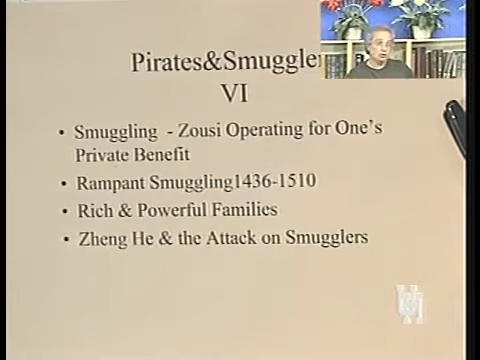 Pirates&Smuggle
VI
• Smuggling - Zousi Operating for One's
Private Benefit
• Rampant Smuggling1436-1510
• Rich & Powerful Families
• Zheng He & the Attack on Smugglers